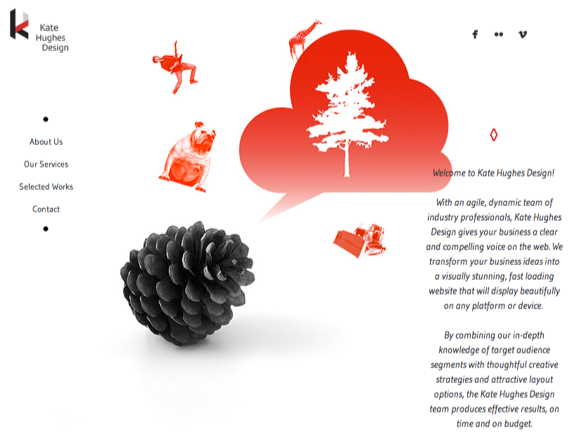 Kate
Hughes
Design
About Us
Our Services
Selected Works
Contact
Welcome to Kate Hughes Design!
With an agile, dynamic team of
industry professionals, Kate Hughes
Design gives your business a clear
and compelling voice on the web. We
transform your business ideas into
a visually stunning, fast loading
website that will display beautifully
on any platform or device.
By combining our in-depth
knowledge of target audience
segments with thoughtful creative
strategies and attractive layout
options, the Kate Hughes Design
team produces effective results, on
time and on budget.